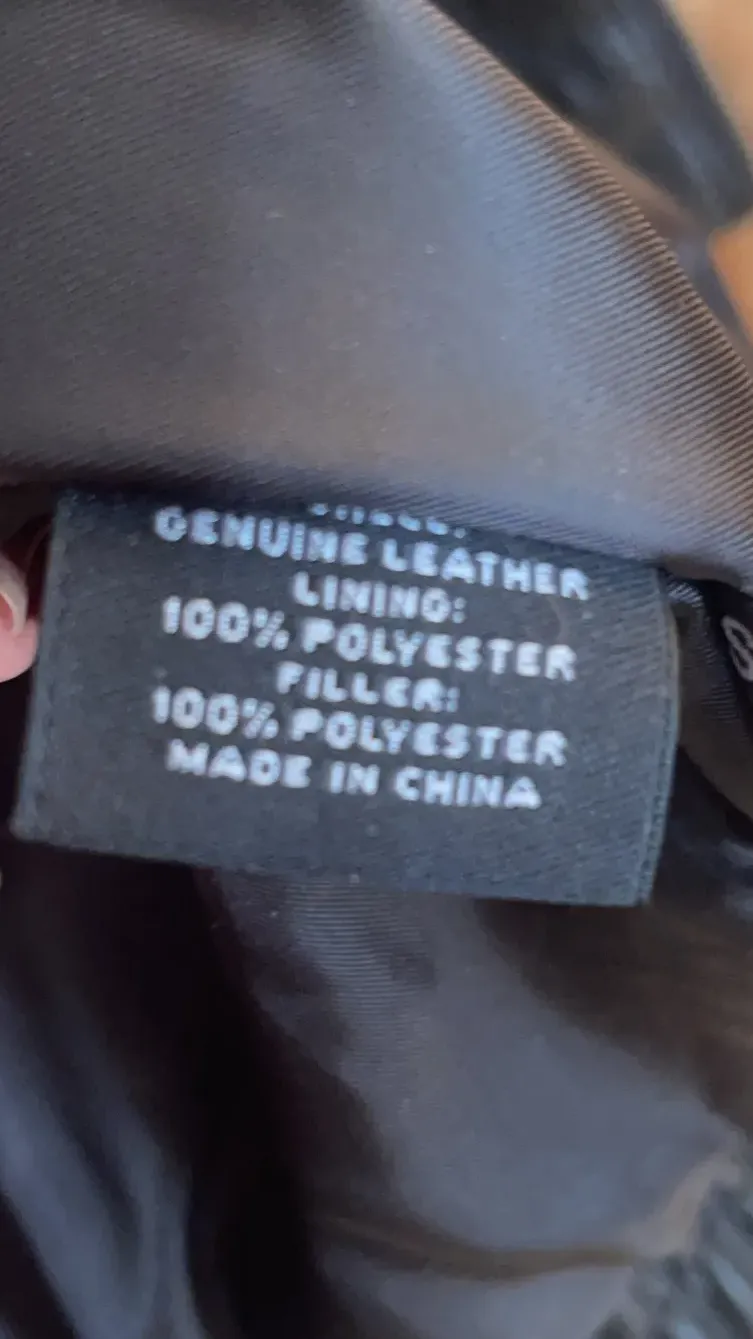 GENUINE LEATHER
LINING:
100% POLYESTER
FILLER:
100% POLYESTER
MADE IN CHINA